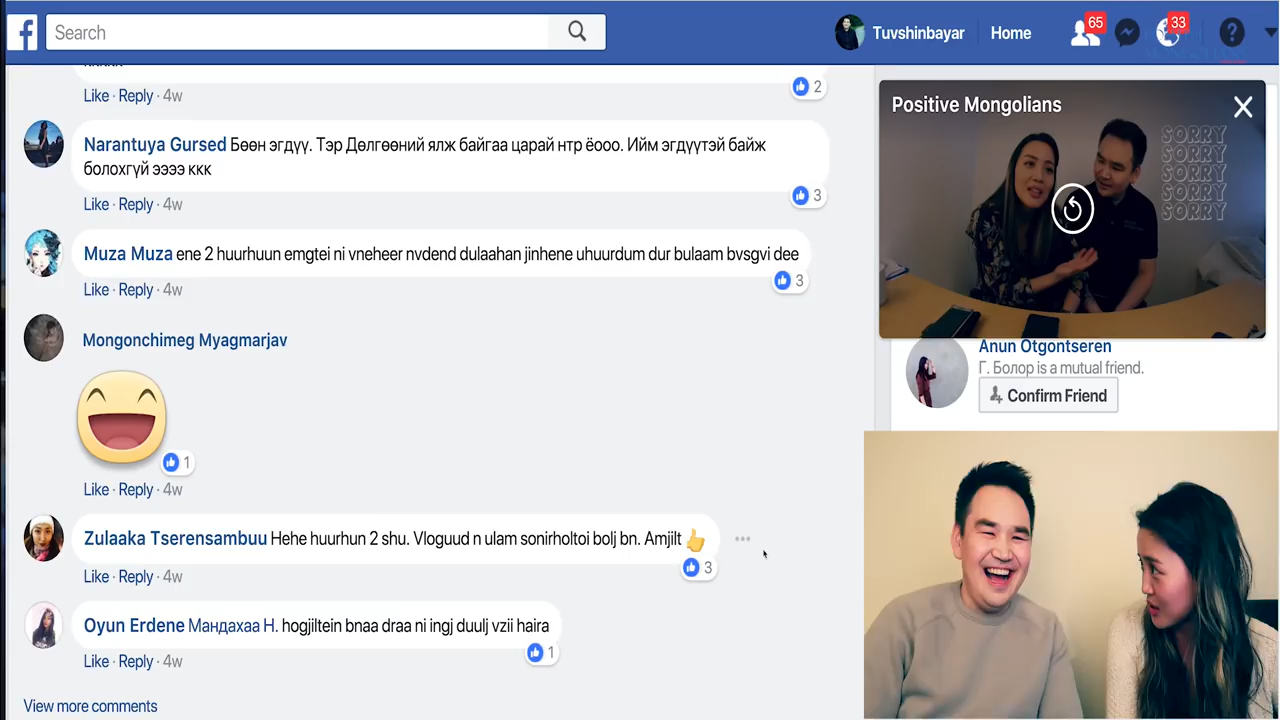 Search
Tuvshinbayar
Home
65
33
?
Like · Reply · 4w
2
Narantuya Gursed Бөөн эгдүү. Тэр Дөлгөөний ялж байгаа царай нтр ёооо. Ийм эгдүүтэй байж
болохгүй ээээ ккк
3
Like · Reply · 4w
Muza Muza ene 2 huurhuun emgtei ni vneheer nvdend dulaahan jinhene uhuurdum dur bulaam bvsgvi dee
3
Like · Reply · 4w
Mongonchimeg Myagmarjav
1
Like · Reply · 4w
Zulaaka Tserensambuu Hehe huurhun 2 shu. Vloguud n ulam sonirholtoi bolj bn. Amjilt
3
Like · Reply · 4w
Oyun Erdene Мандахаа Н. hogjiltein bnaa draa ni ingj duulj vzii haira
1
Like · Reply · 4w
View more comments
Positive Mongolians
SORRY
SORRY
SORRY
SORRY
SORRY
Anun Otgontseren
Г. Болор is a mutual friend.
Confirm Friend